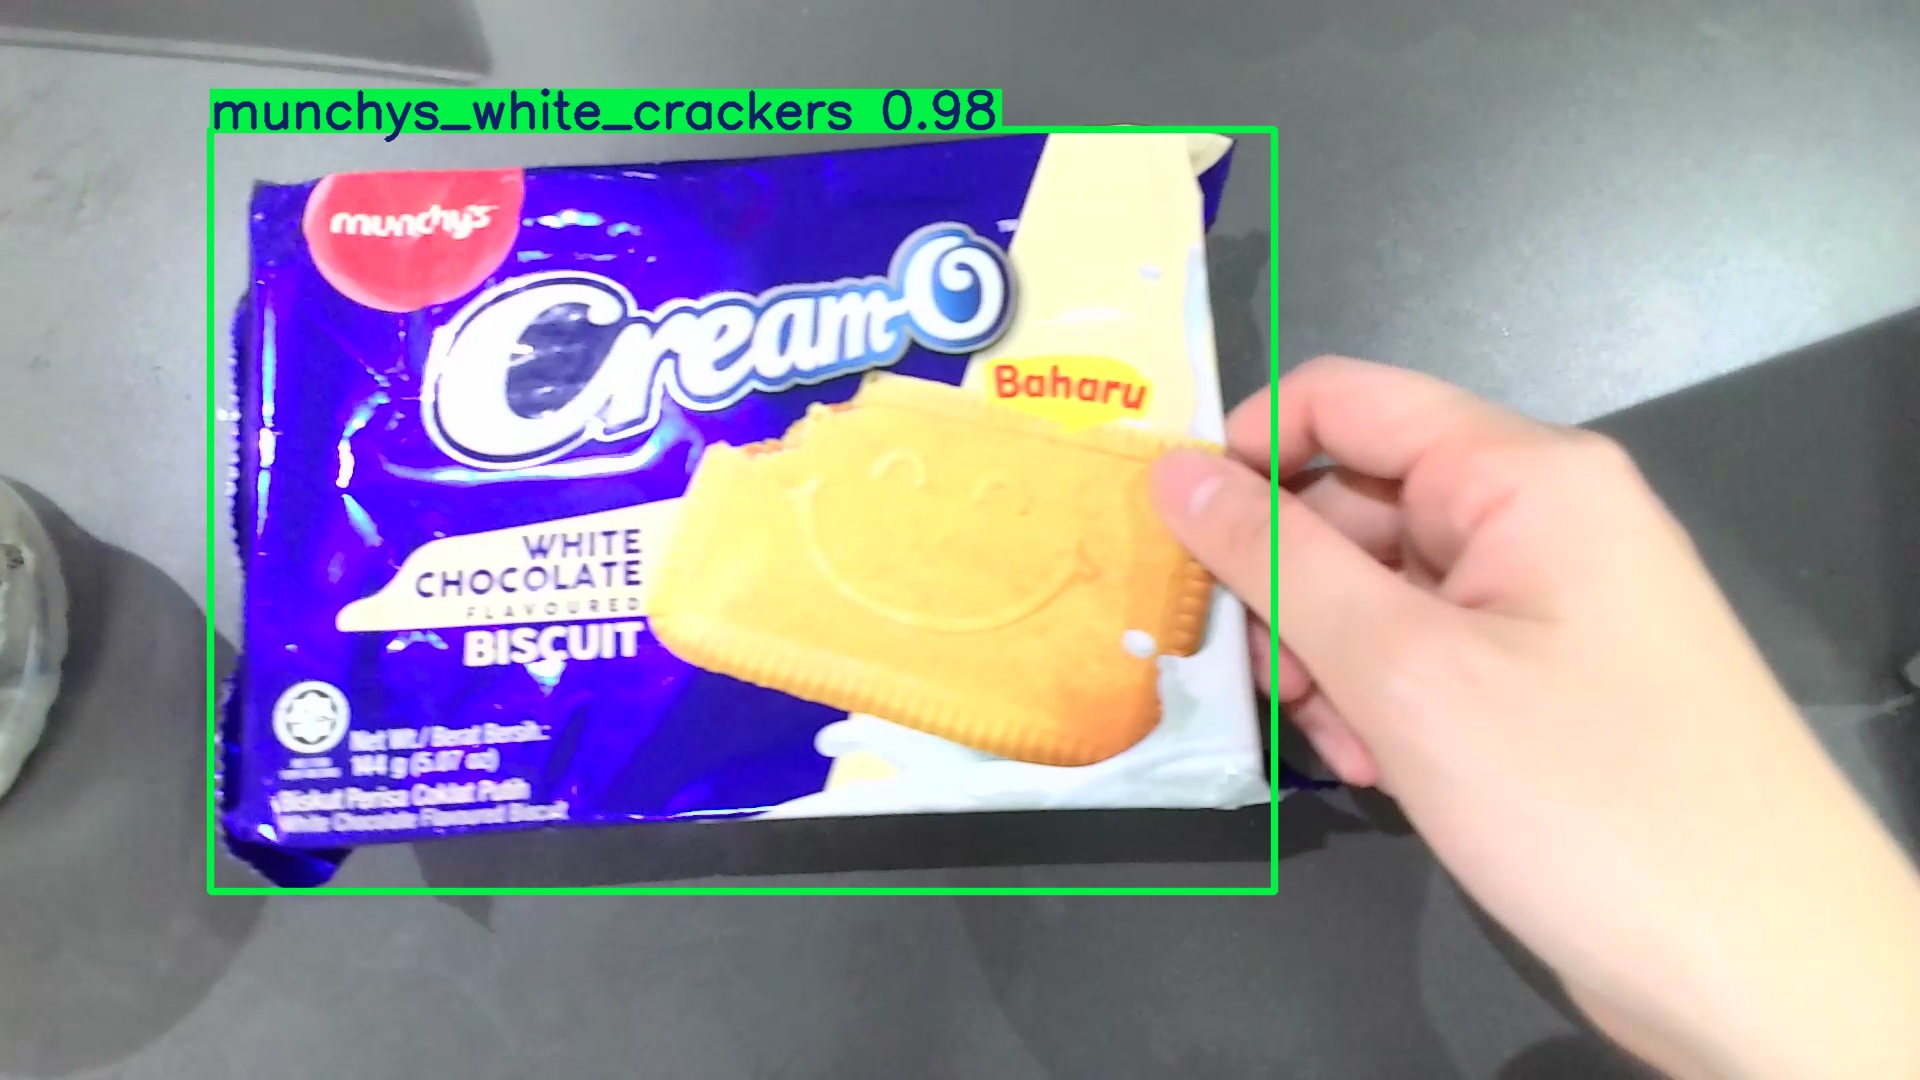 munchys_white_crackers 0.98
munchy's
Cream-O
Baharu
WHITE
CHOCOLATE
FLAVOURED
BISCUIT
Net Wt./ Berat Bersih.:
144 g (5.07 oz)
Biskut Perisa Coklat Putih
White Chocolate Flavoured Biscuit